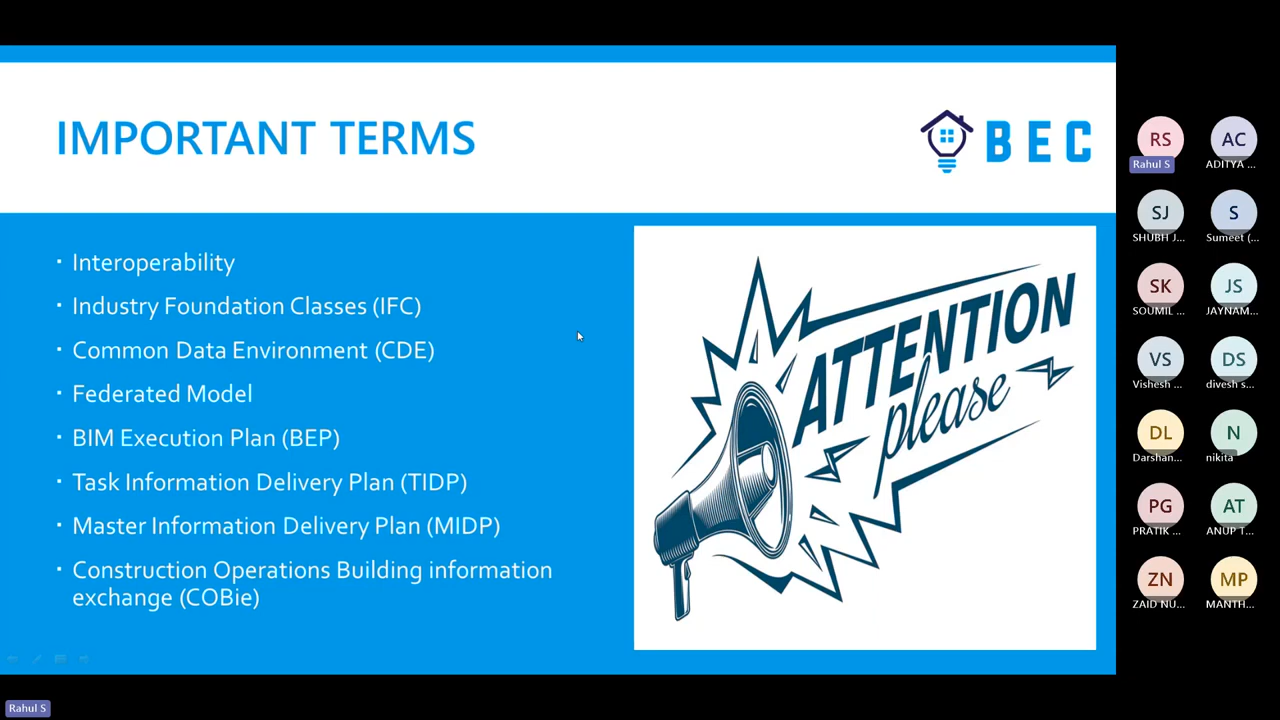 IMPORTANT TERMS
BEC
Interoperability
Industry Foundation Classes (IFC)
Common Data Environment (CDE)
Federated Model
BIM Execution Plan (BEP)
Task Information Delivery Plan (TIDP)
Master Information Delivery Plan (MIDP)
Construction Operations Building information
exchange (COBie)
ATTENTION
please
RS
Rahul S
AC
ADITYA ...
SJ
SHUBH J...
S
Sumeet (...
SK
SOUMIL ...
JS
JAYNAM...
VS
Vishesh ...
DS
divesh s...
DL
Darshan...
N
nikita
PG
PRATIK ...
AT
ANUP T...
ZN
ZAID NU...
MP
MANTH...
Rahul S